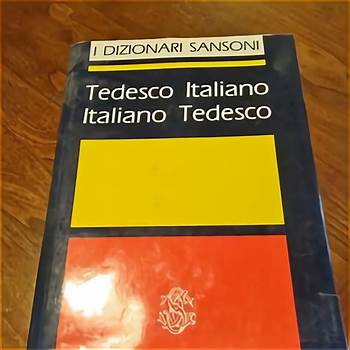 I DIZIONARI SANSONI
Tedesco Italiano
Italiano Tedesco